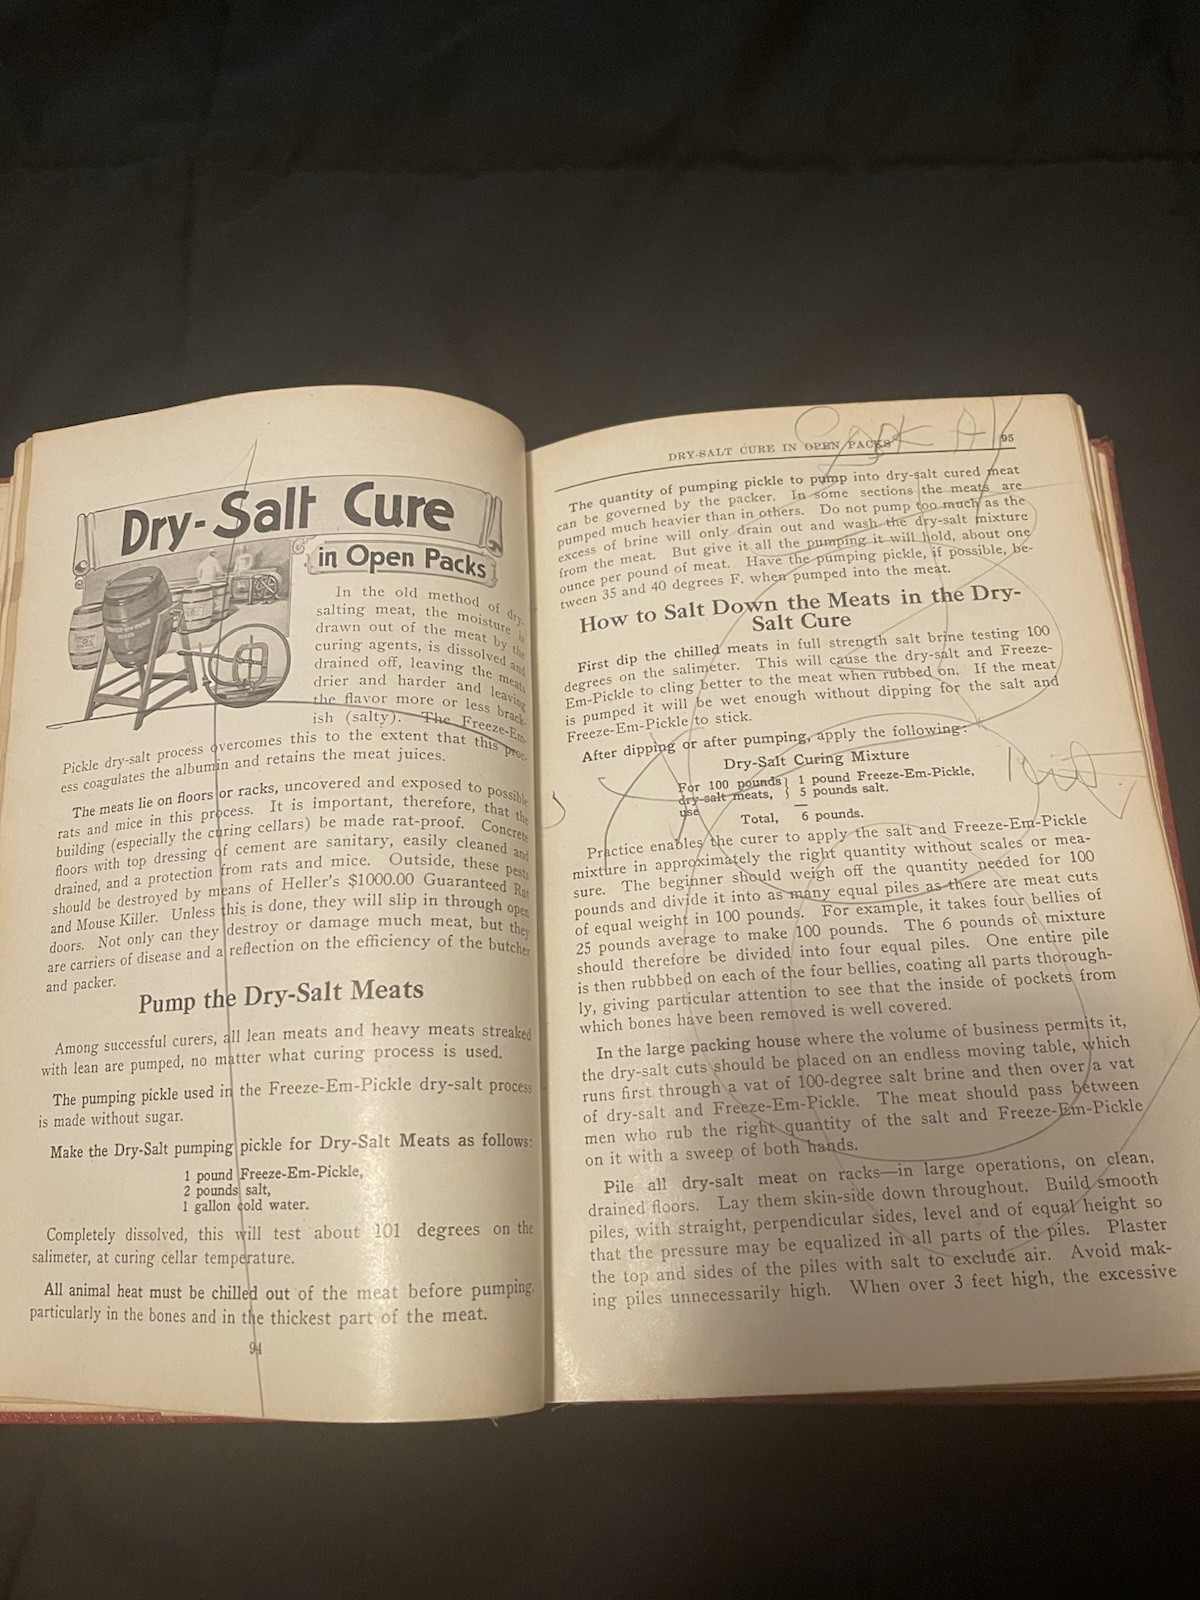 Dry-Salt Cure
in Open Packs
In the old method of dry-
salting meat, the moisture is
drawn out of the meat by the
curing agents, is dissolved and
drained off, leaving the meats
drier and harder and leaving
the flavor more or less brack-
ish (salty). The Freeze-Em-
Pickle dry-salt process overcomes this to the extent that this proc-
ess coagulates the albumin and retains the meat juices.
The meats lie on floors or racks, uncovered and exposed to possible
rats and mice in this process. It is important, therefore, that the
building (especially the curing cellars) be made rat-proof. Concrete
floors with top dressing of cement are sanitary, easily cleaned and
drained, and a protection from rats and mice. Outside, these pests
should be destroyed by means of Heller's $1000.00 Guaranteed Rat
and Mouse Killer. Unless this is done, they will slip in through open
doors. Not only can they destroy or damage much meat, but they
are carriers of disease and a reflection on the efficiency of the butcher
and packer.
Pump the Dry-Salt Meats
Among successful curers, all lean meats and heavy meats streaked
with lean are pumped, no matter what curing process is used.
The pumping pickle used in the Freeze-Em-Pickle dry-salt process
is made without sugar.
Make the Dry-Salt pumping pickle for Dry-Salt Meats as follows:
1 pound Freeze-Em-Pickle,
2 pounds salt,
1 gallon cold water.
Completely dissolved, this will test about 101 degrees on the
salimeter, at curing cellar temperature.
All animal heat must be chilled out of the meat before pumping,
particularly in the bones and in the thickest part of the meat.
94
DRY-SALT CURE IN OPEN PACKS 95
The quantity of pumping pickle to pump into dry-salt cured meat
can be governed by the packer. In some sections the meats are
pumped much heavier than in others. Do not pump too much as the
excess of brine will only drain out and wash the dry-salt mixture
from the meat. But give it all the pumping it will hold, about one
ounce per pound of meat. Have the pumping pickle, if possible, be-
tween 35 and 40 degrees F. when pumped into the meat.
How to Salt Down the Meats in the Dry-
Salt Cure
First dip the chilled meats in full strength salt brine testing 100
degrees on the salimeter. This will cause the dry-salt and Freeze-
Em-Pickle to cling better to the meat when rubbed on. If the meat
is pumped it will be wet enough without dipping for the salt and
Freeze-Em-Pickle to stick.
After dipping or after pumping, apply the following:
Dry-Salt Curing Mixture
For 100 pounds } 1 pound Freeze-Em-Pickle,
dry-salt meats, } 5 pounds salt.
use
Total, 6 pounds.
Practice enables the curer to apply the salt and Freeze-Em-Pickle
mixture in approximately the right quantity without scales or mea-
sure. The beginner should weigh off the quantity needed for 100
pounds and divide it into as many equal piles as there are meat cuts
of equal weight in 100 pounds. For example, it takes four bellies of
25 pounds average to make 100 pounds. The 6 pounds of mixture
should therefore be divided into four equal piles. One entire pile
is then rubbbed on each of the four bellies, coating all parts thorough-
ly, giving particular attention to see that the inside of pockets from
which bones have been removed is well covered.
In the large packing house where the volume of business permits it,
the dry-salt cuts should be placed on an endless moving table, which
runs first through a vat of 100-degree salt brine and then over a vat
of dry-salt and Freeze-Em-Pickle. The meat should pass between
men who rub the right quantity of the salt and Freeze-Em-Pickle
on it with a sweep of both hands.
Pile all dry-salt meat on racks—in large operations, on clean,
drained floors. Lay them skin-side down throughout. Build smooth
piles, with straight, perpendicular sides, level and of equal height so
that the pressure may be equalized in all parts of the piles. Plaster
the top and sides of the piles with salt to exclude air. Avoid mak-
ing piles unnecessarily high. When over 3 feet high, the excessive